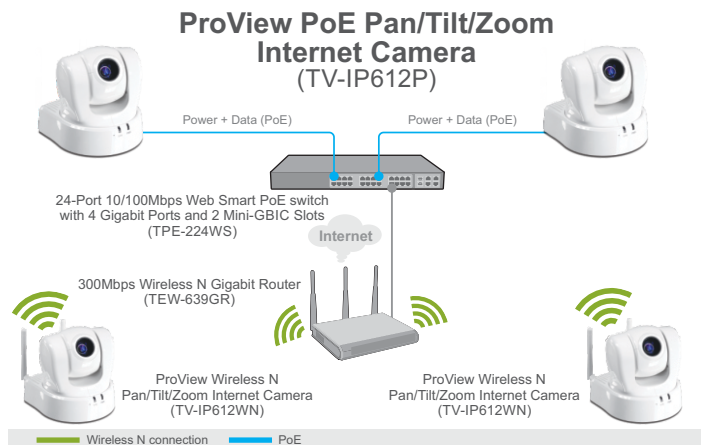 ProView PoE Pan/Tilt/Zoom
Internet Camera
(TV-IP612P)
Power + Data (PoE)
Power + Data (PoE)
24-Port 10/100Mbps Web Smart PoE switch
with 4 Gigabit Ports and 2 Mini-GBIC Slots
(TPE-224WS)
Internet
300Mbps Wireless N Gigabit Router
(TEW-639GR)
ProView Wireless N
Pan/Tilt/Zoom Internet Camera
(TV-IP612WN)
ProView Wireless N
Pan/Tilt/Zoom Internet Camera
(TV-IP612WN)
Wireless N connection
PoE